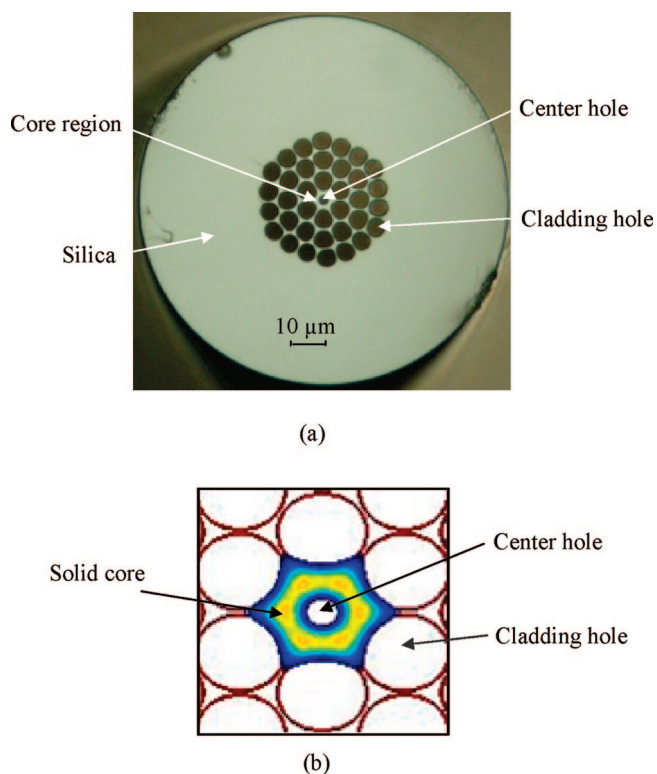 Core region
Center hole
Cladding hole
Silica
10 µm
(a)
Solid core
Center hole
Cladding hole
(b)